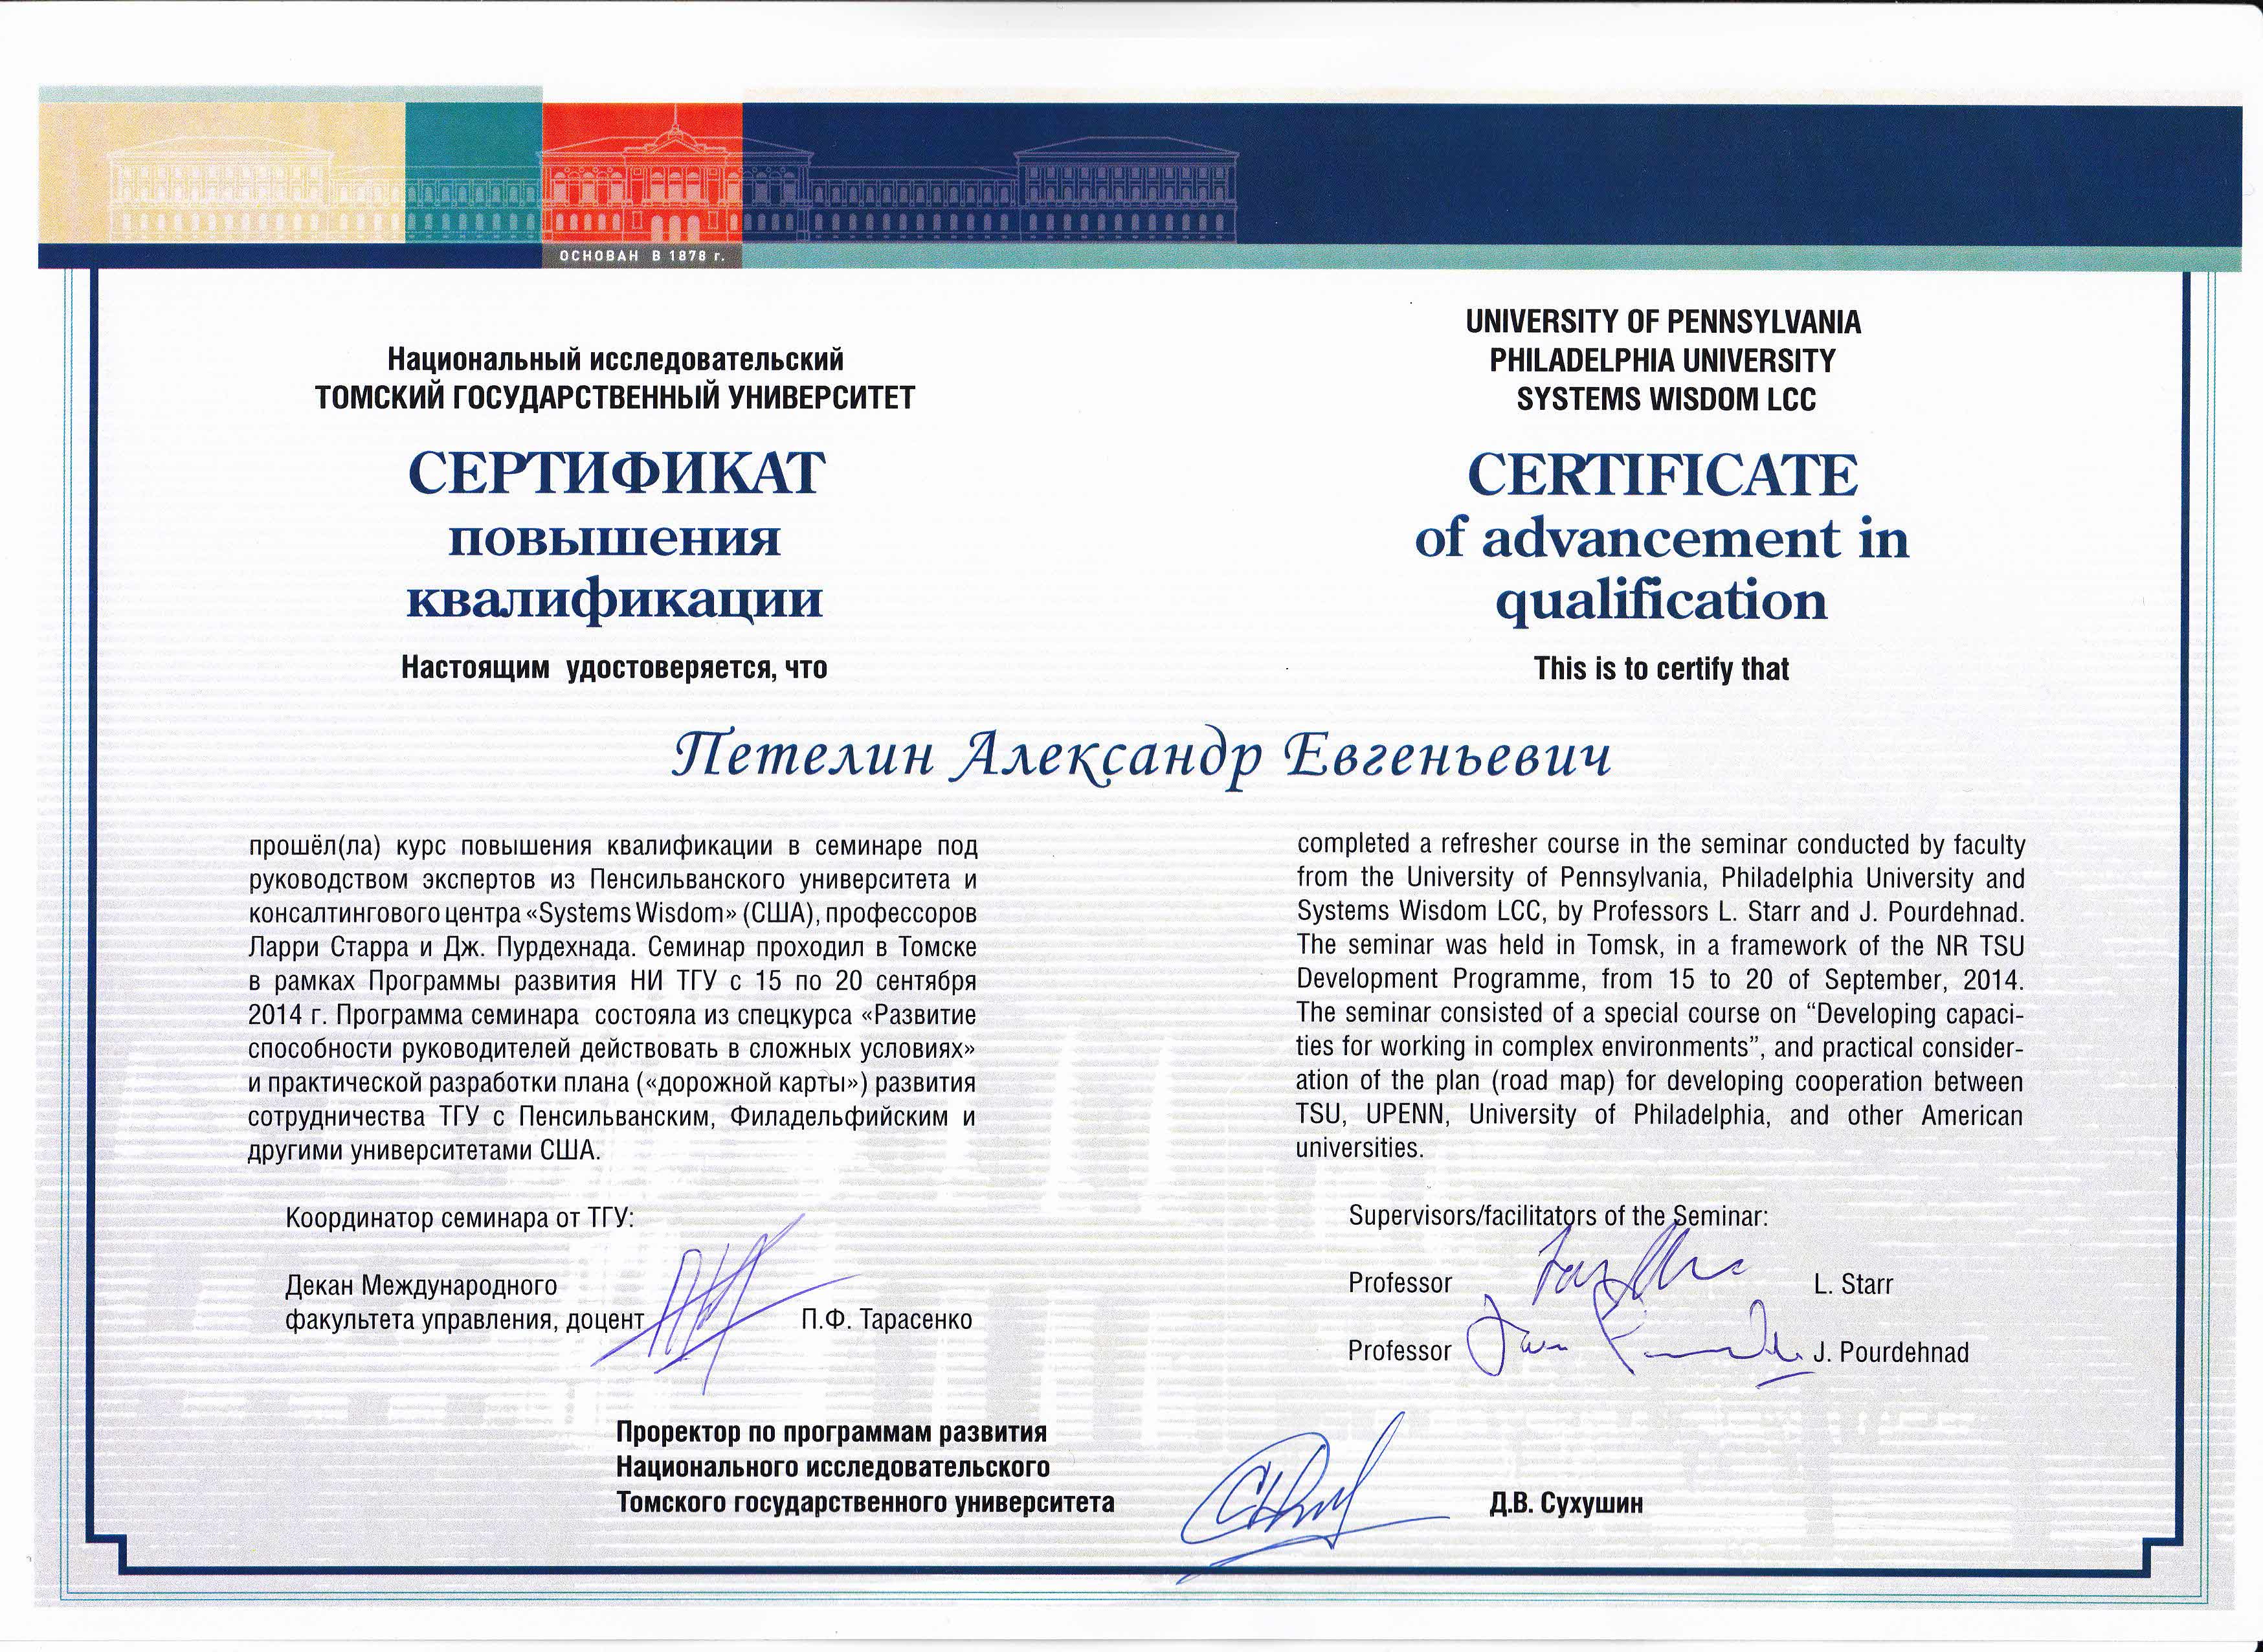 ОСНОВАН В 1878 г.
Национальный исследовательский
ТОМСКИЙ ГОСУДАРСТВЕННЫЙ УНИВЕРСИТЕТ
СЕРТИФИКАТ
повышения
квалификации
Настоящим удостоверяется, что
UNIVERSITY OF PENNSYLVANIA
PHILADELPHIA UNIVERSITY
SYSTEMS WISDOM LCC
CERTIFICATE
of advancement in
qualification
This is to certify that
Петелин Александр Евгеньевич
прошёл(ла) курс повышения квалификации в семинаре под
руководством экспертов из Пенсильванского университета и
консалтингового центра «Systems Wisdom» (США), профессоров
Ларри Старра и Дж. Пурдехнада. Семинар проходил в Томске
в рамках Программы развития НИ ТГУ с 15 по 20 сентября
2014 г. Программа семинара состояла из спецкурса «Развитие
способности руководителей действовать в сложных условиях»
и практической разработки плана («дорожной карты») развития
сотрудничества ТГУ с Пенсильванским, Филадельфийским и
другими университетами США.
Координатор семинара от ТГУ:
Декан Международного
факультета управления, доцент
П.Ф. Тарасенко
completed a refresher course in the seminar conducted by faculty
from the University of Pennsylvania, Philadelphia University and
Systems Wisdom LCC, by Professors L. Starr and J. Pourdehnad.
The seminar was held in Tomsk, in a framework of the NR TSU
Development Programme, from 15 to 20 of September, 2014.
The seminar consisted of a special course on “Developing capaci-
ties for working in complex environments”, and practical consider-
ation of the plan (road map) for developing cooperation between
TSU, UPENN, University of Philadelphia, and other American
universities.
Supervisors/facilitators of the Seminar:
Professor L. Starr
Professor J. Pourdehnad
Проректор по программам развития
Национального исследовательского
Томского государственного университета
Д.В. Сухушин